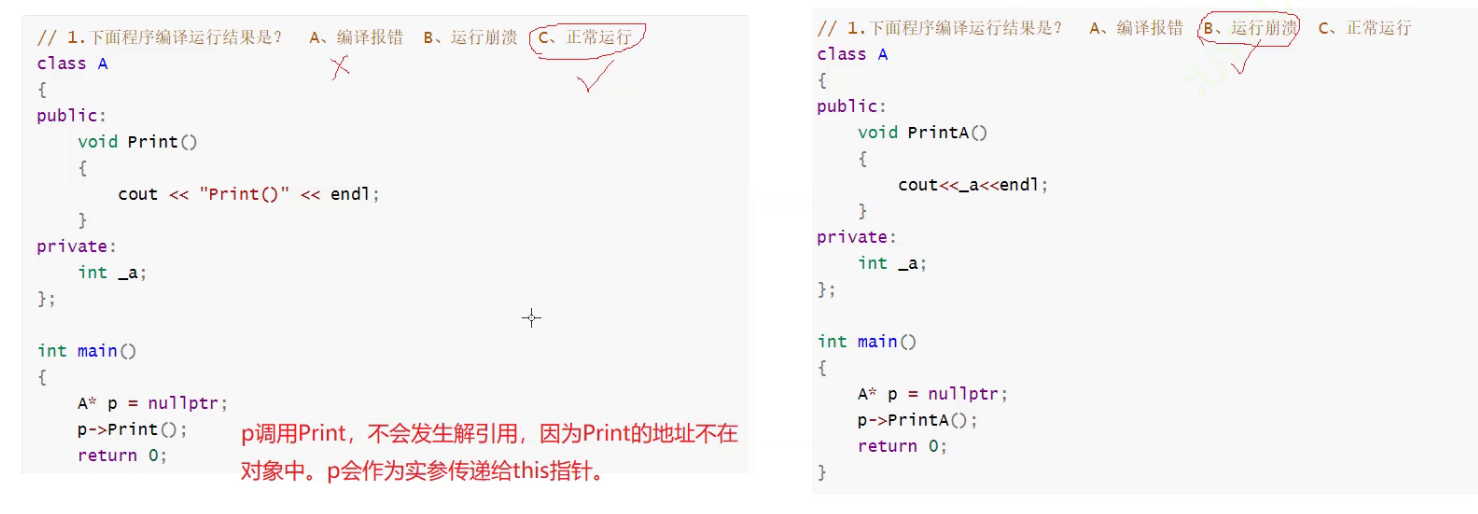 // 1.下面程序编译运行结果是？ A、编译报错 B、运行崩溃 C、正常运行
class A
{
public:
void Print()
{
cout << "Print()" << endl;
}
private:
int _a;
};
int main()
{
A* p = nullptr;
p->Print();
return 0;
p调用Print，不会发生解引用，因为Print的地址不在
对象中。p会作为实参传递给this指针。
// 1.下面程序编译运行结果是？ A、编译报错 B、运行崩溃 C、正常运行
class A
{
public:
void PrintA()
{
cout<<_a<<endl;
}
private:
int _a;
};
int main()
{
A* p = nullptr;
p->PrintA();
return 0;
}